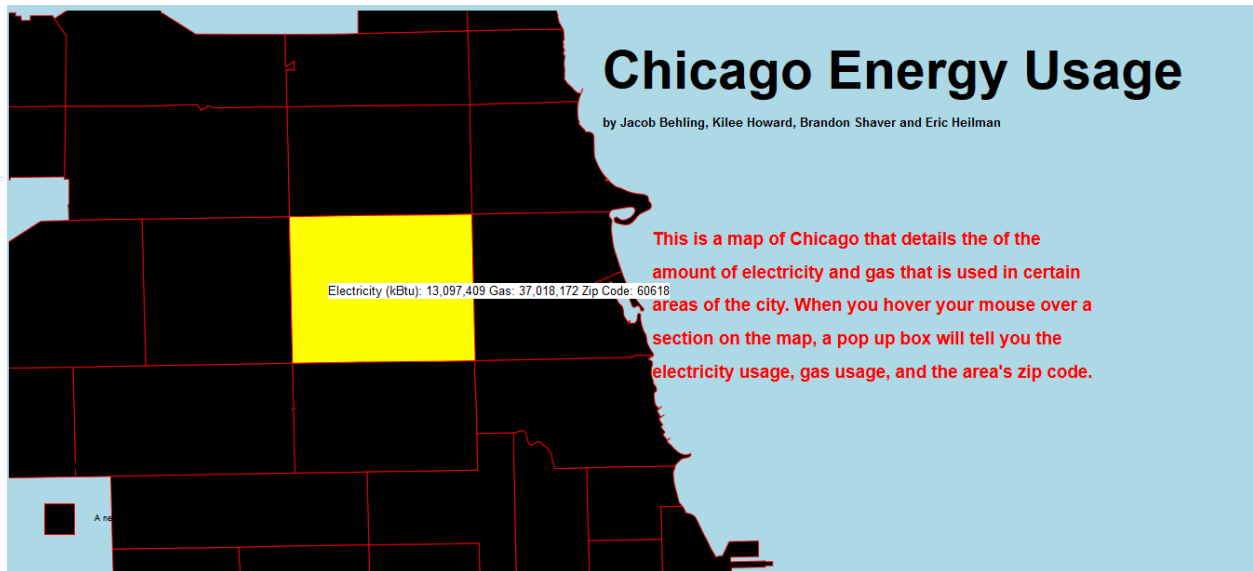 Chicago Energy Usage
by Jacob Behling, Kilee Howard, Brandon Shaver and Eric Heilman
This is a map of Chicago that details the of the
amount of electricity and gas that is used in certain
Electricity (kBtu): 13,097,409 Gas: 37,018,172 Zip Code: 60618
areas of the city. When you hover your mouse over a
section on the map, a pop up box will tell you the
electricity usage, gas usage, and the area's zip code.
A ne